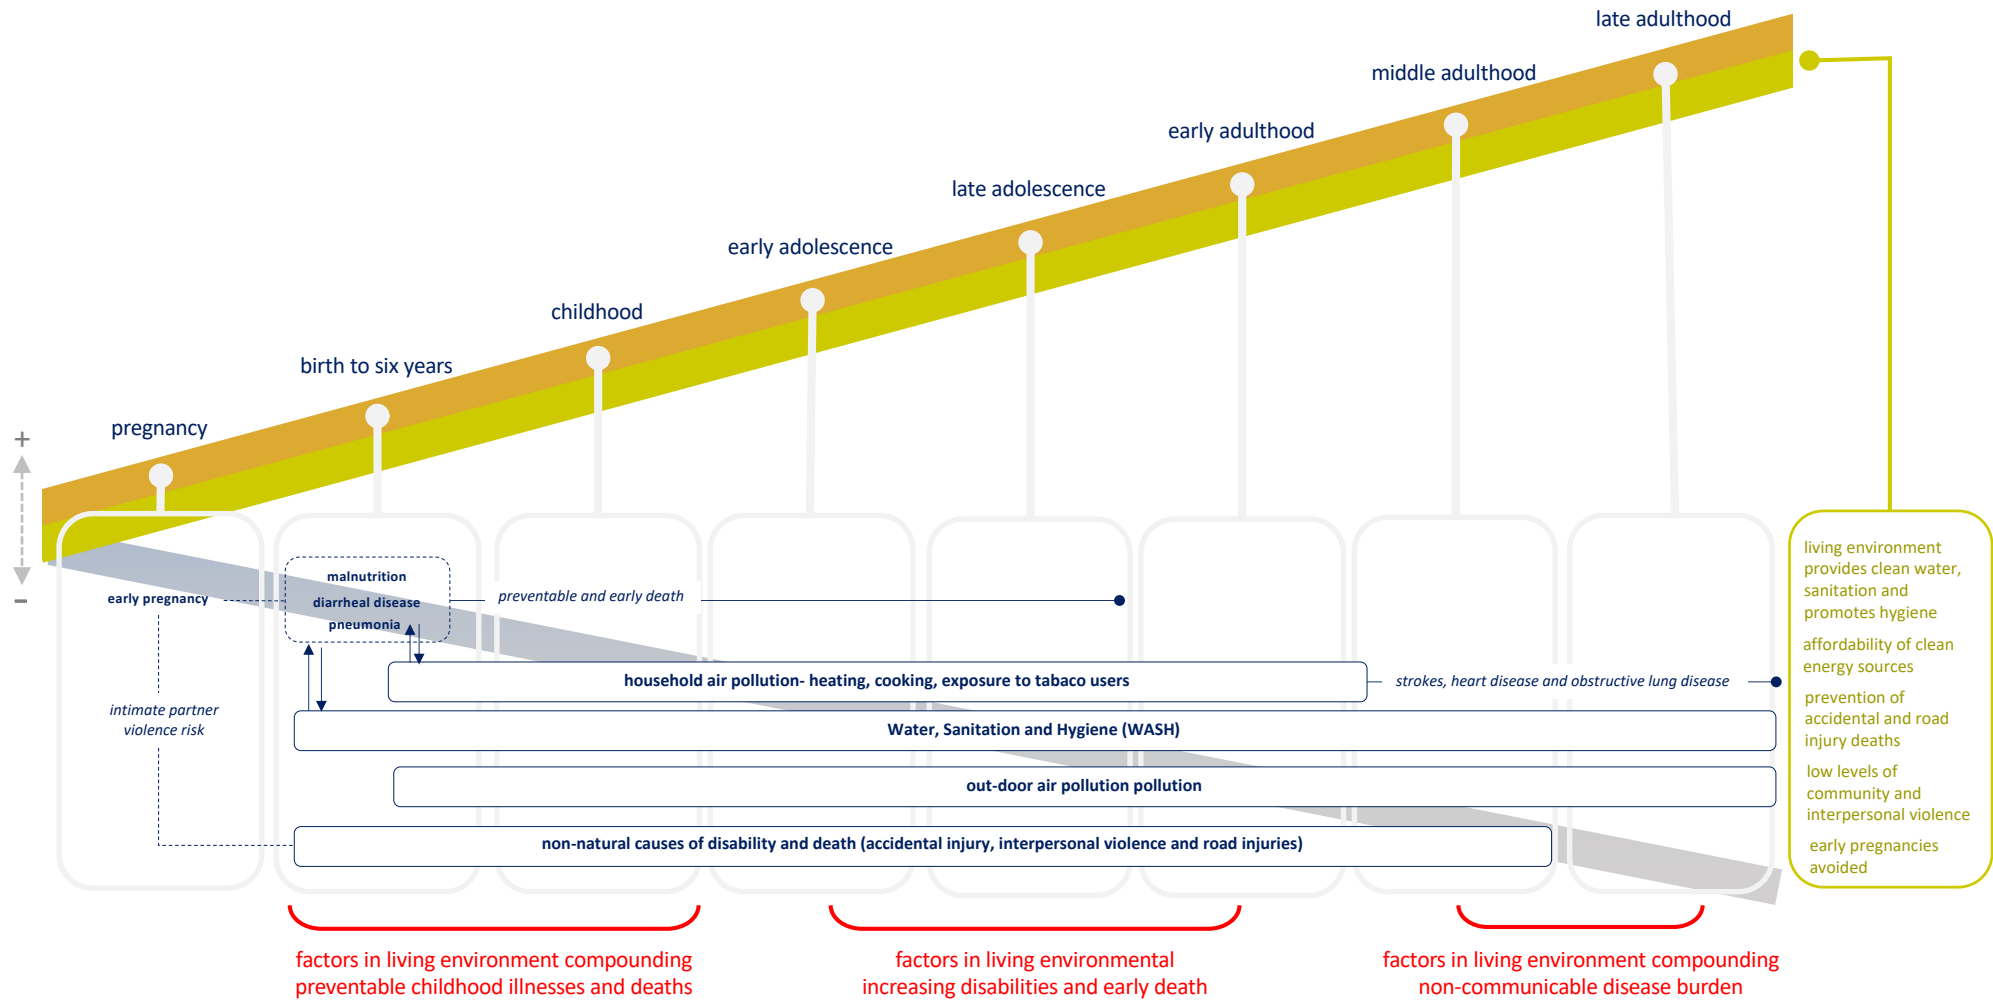 late adulthood
middle adulthood
early adulthood
late adolescence
early adolescence
childhood
birth to six years
pregnancy
+
−
malnutrition
diarrheal disease
pneumonia
early pregnancy
preventable and early death
household air pollution- heating, cooking, exposure to tabaco users
strokes, heart disease and obstructive lung disease
intimate partner
violence risk
Water, Sanitation and Hygiene (WASH)
out-door air pollution pollution
non-natural causes of disability and death (accidental injury, interpersonal violence and road injuries)
living environment
provides clean water,
sanitation and
promotes hygiene
affordability of clean
energy sources
prevention of
accidental and road
injury deaths
low levels of
community and
interpersonal violence
early pregnancies
avoided
factors in living environment compounding
preventable childhood illnesses and deaths
factors in living environmental
increasing disabilities and early death
factors in living environment compounding
non-communicable disease burden